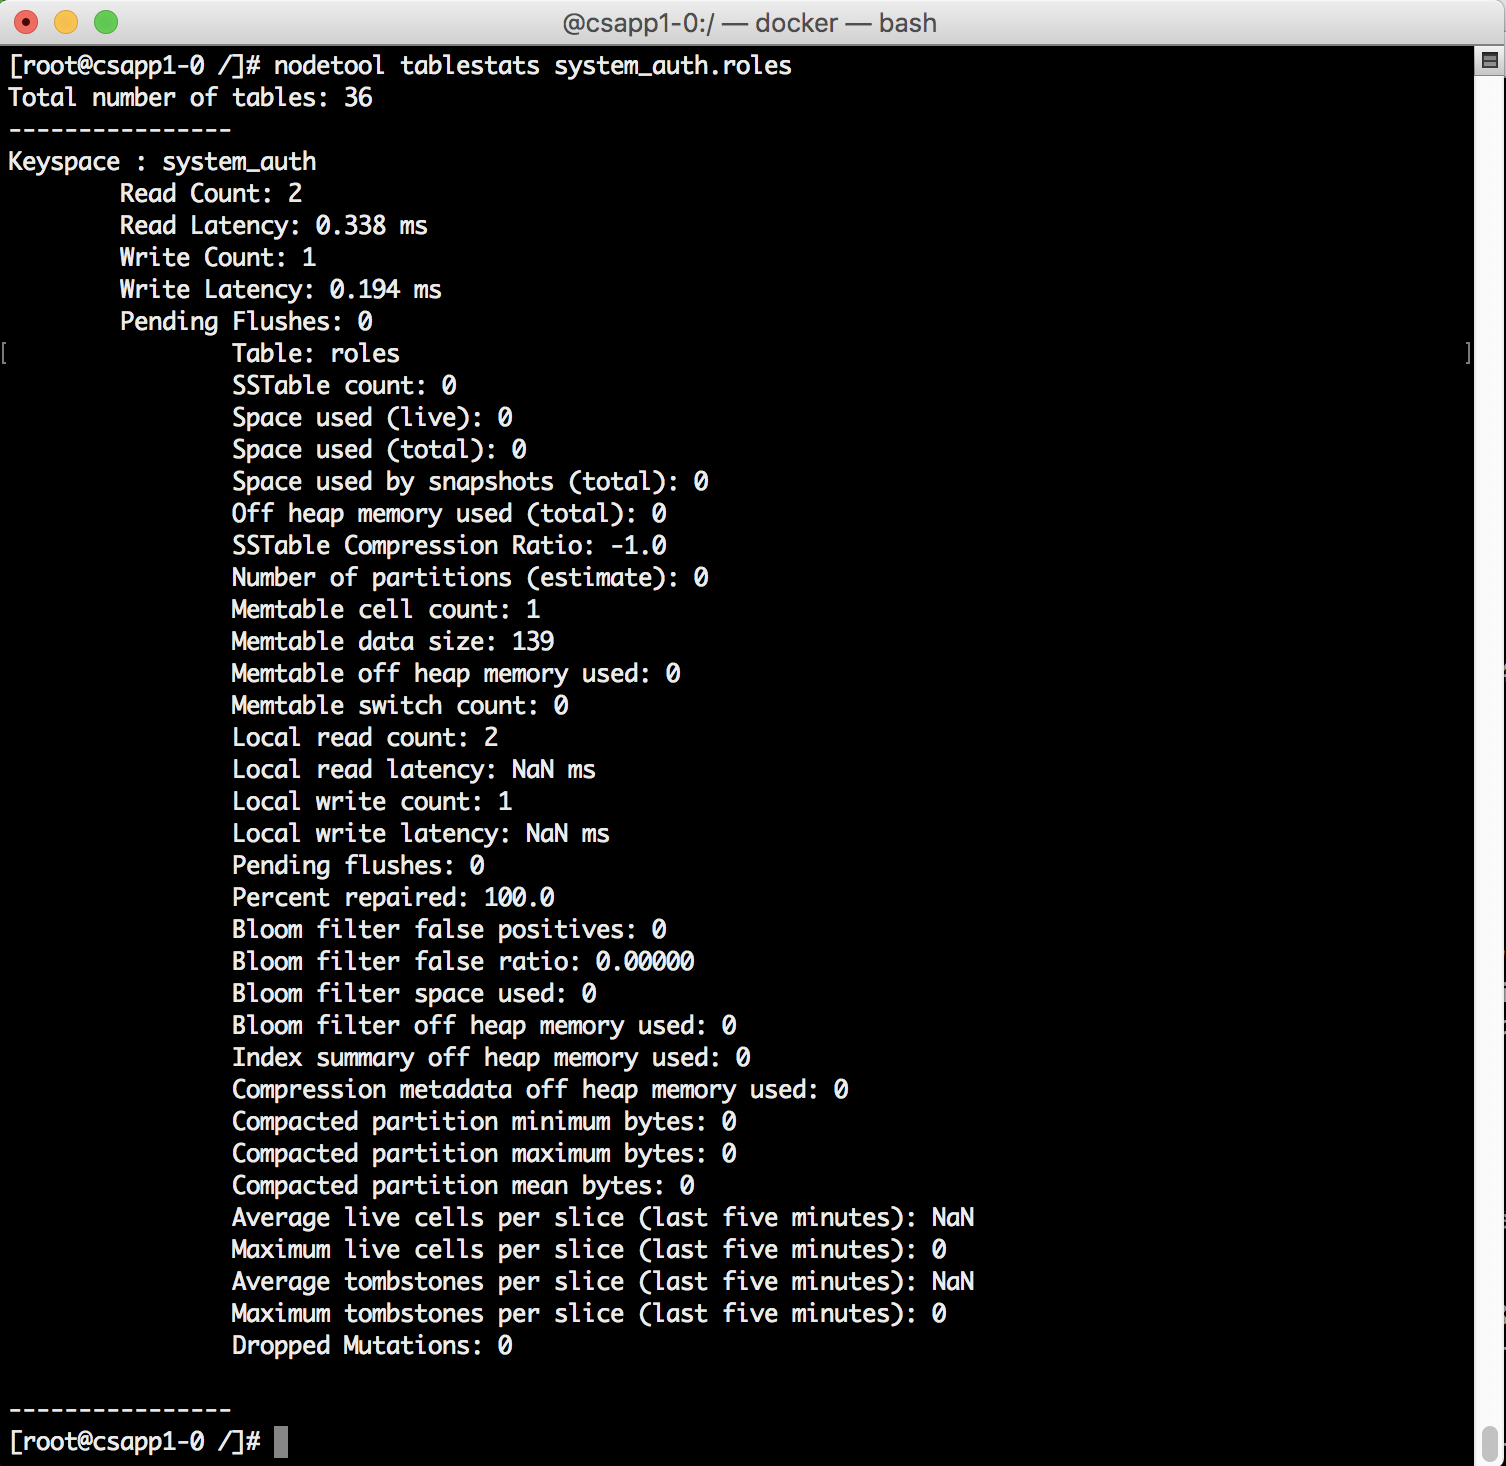 @csapp1-0:/ — docker — bash
[root@csapp1-0 /]# nodetool tablestats system_auth.roles
Total number of tables: 36
----------------
Keyspace : system_auth
        Read Count: 2
        Read Latency: 0.338 ms
        Write Count: 1
        Write Latency: 0.194 ms
        Pending Flushes: 0
                Table: roles
                SSTable count: 0
                Space used (live): 0
                Space used (total): 0
                Space used by snapshots (total): 0
                Off heap memory used (total): 0
                SSTable Compression Ratio: -1.0
                Number of partitions (estimate): 0
                Memtable cell count: 1
                Memtable data size: 139
                Memtable off heap memory used: 0
                Memtable switch count: 0
                Local read count: 2
                Local read latency: NaN ms
                Local write count: 1
                Local write latency: NaN ms
                Pending flushes: 0
                Percent repaired: 100.0
                Bloom filter false positives: 0
                Bloom filter false ratio: 0.00000
                Bloom filter space used: 0
                Bloom filter off heap memory used: 0
                Index summary off heap memory used: 0
                Compression metadata off heap memory used: 0
                Compacted partition minimum bytes: 0
                Compacted partition maximum bytes: 0
                Compacted partition mean bytes: 0
                Average live cells per slice (last five minutes): NaN
                Maximum live cells per slice (last five minutes): 0
                Average tombstones per slice (last five minutes): NaN
                Maximum tombstones per slice (last five minutes): 0
                Dropped Mutations: 0
----------------
[root@csapp1-0 /]#